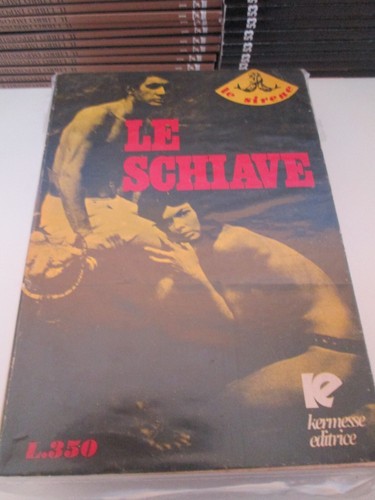 le sirene
LE
SCHIAVE
ke
kermesse
editrice
L.350